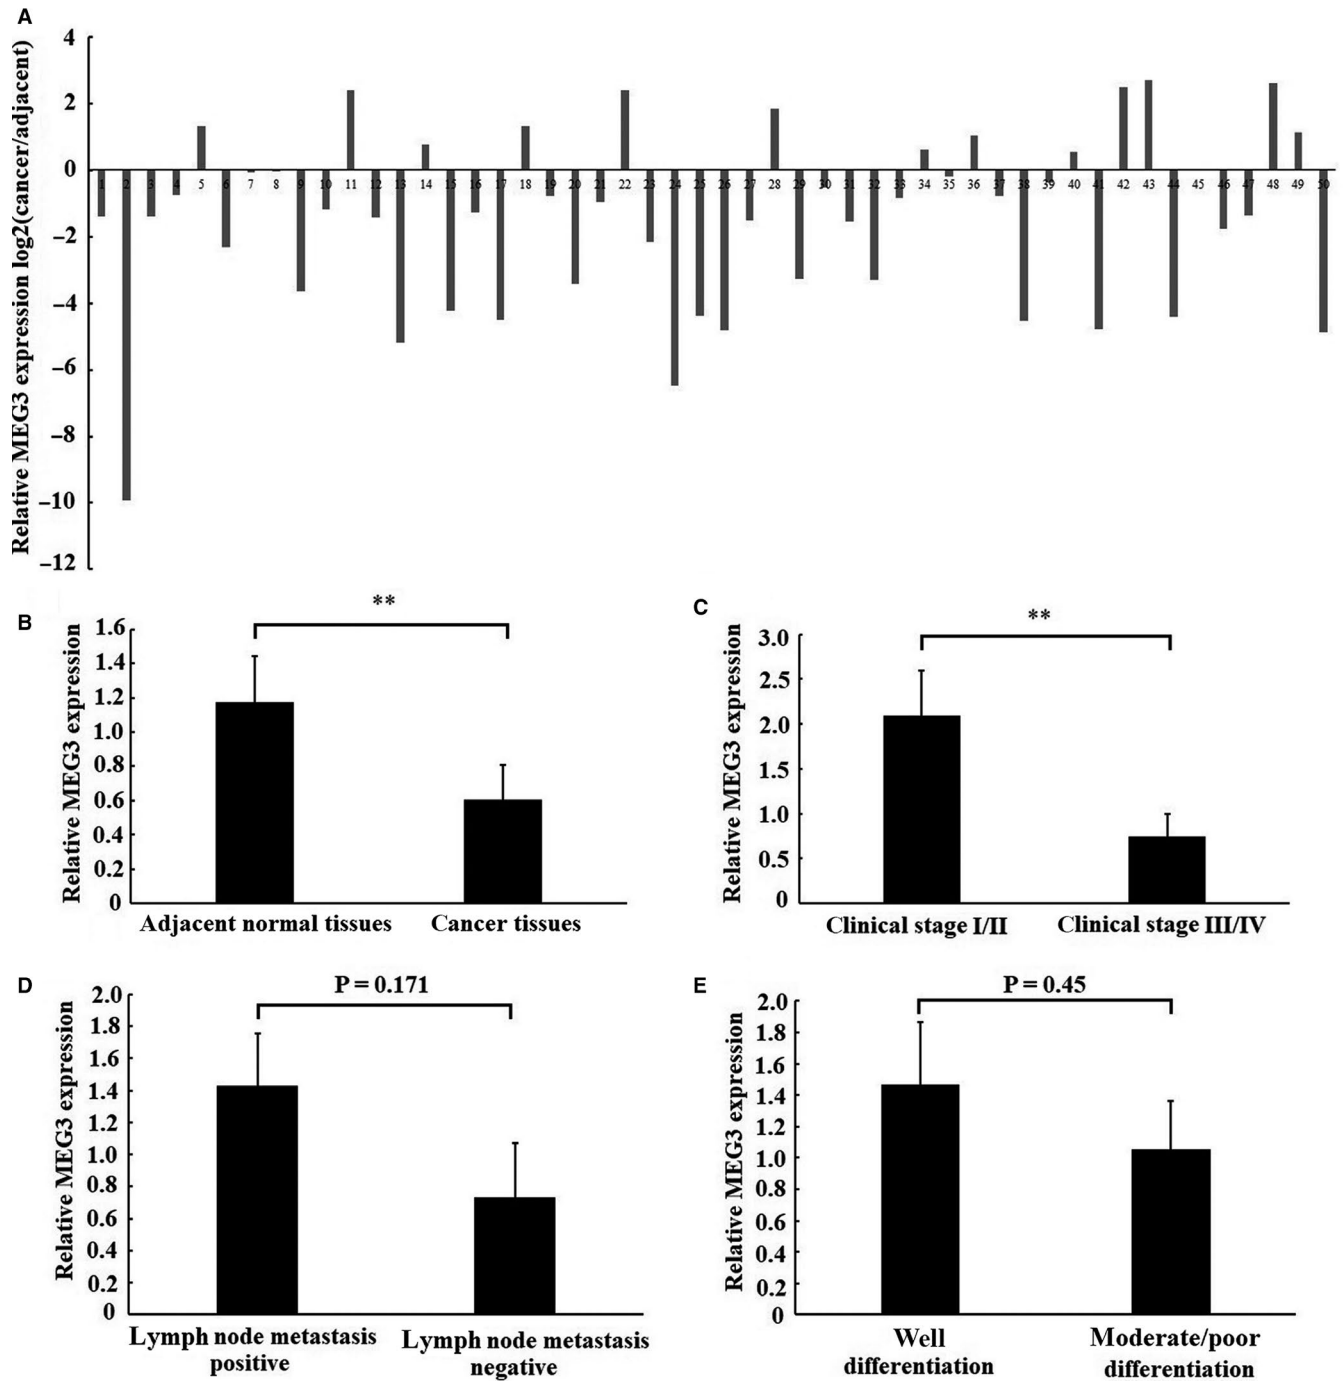 A
Relative MEG3 expression log2(cancer/adjacent)
4
2
0
–2
–4
–6
–8
–10
–12
1 2 3 4 5 6 7 8 9 10 11 12 13 14 15 16 17 18 19 20 21 22 23 24 25 26 27 28 29 30 31 32 33 34 35 36 37 38 39 40 41 42 43 44 45 46 47 48 49 50
B
**
Relative MEG3 expression
1.6
1.4
1.2
1.0
0.8
0.6
0.4
0.2
0
Adjacent normal tissues
Cancer tissues
C
**
Relative MEG3 expression
3.0
2.5
2.0
1.5
1.0
0.5
0
Clinical stage I/II
Clinical stage III/IV
D
P = 0.171
Relative MEG3 expression
2.0
1.8
1.6
1.4
1.2
1.0
0.8
0.6
0.4
0.2
0
Lymph node metastasis
positive
Lymph node metastasis
negative
E
P = 0.45
Relative MEG3 expression
2.0
1.8
1.6
1.4
1.2
1.0
0.8
0.6
0.4
0.2
0
Well
differentiation
Moderate/poor
differentiation